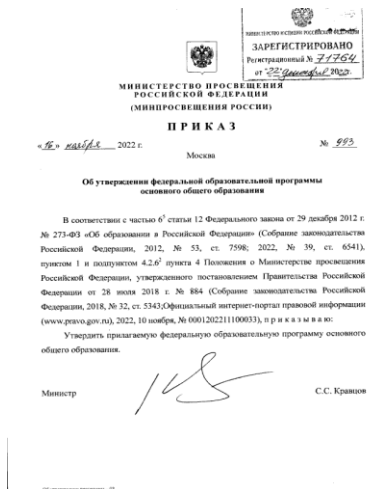 МИНИСТЕРСТВО ЮСТИЦИИ РОССИЙСКОЙ ФЕДЕРАЦИИ
ЗАРЕГИСТРИРОВАНО
Регистрационный № 71764
от "22" декабря 2022.
МИНИСТЕРСТВО ПРОСВЕЩЕНИЯ
РОССИЙСКОЙ ФЕДЕРАЦИИ
(МИНПРОСВЕЩЕНИЯ РОССИИ)
ПРИКАЗ
«16» ноября 2022 г.
№ 993
Москва
Об утверждении федеральной образовательной программы
основного общего образования
В соответствии с частью 6⁵ статьи 12 Федерального закона от 29 декабря 2012 г.
№ 273-ФЗ «Об образовании в Российской Федерации» (Собрание законодательства
Российской Федерации, 2012, № 53, ст. 7598; 2022, № 39, ст. 6541),
пунктом 1 и подпунктом 4.2.6² пункта 4 Положения о Министерстве просвещения
Российской Федерации, утвержденного постановлением Правительства Российской
Федерации от 28 июля 2018 г. № 884 (Собрание законодательства Российской
Федерации, 2018, № 32, ст. 5343;Официальный интернет-портал правовой информации
(www.pravo.gov.ru), 2022, 10 ноября, № 0001202211100033), п р и к а з ы в а ю:
Утвердить прилагаемую федеральную образовательную программу основного
общего образования.
Министр
С.С. Кравцов